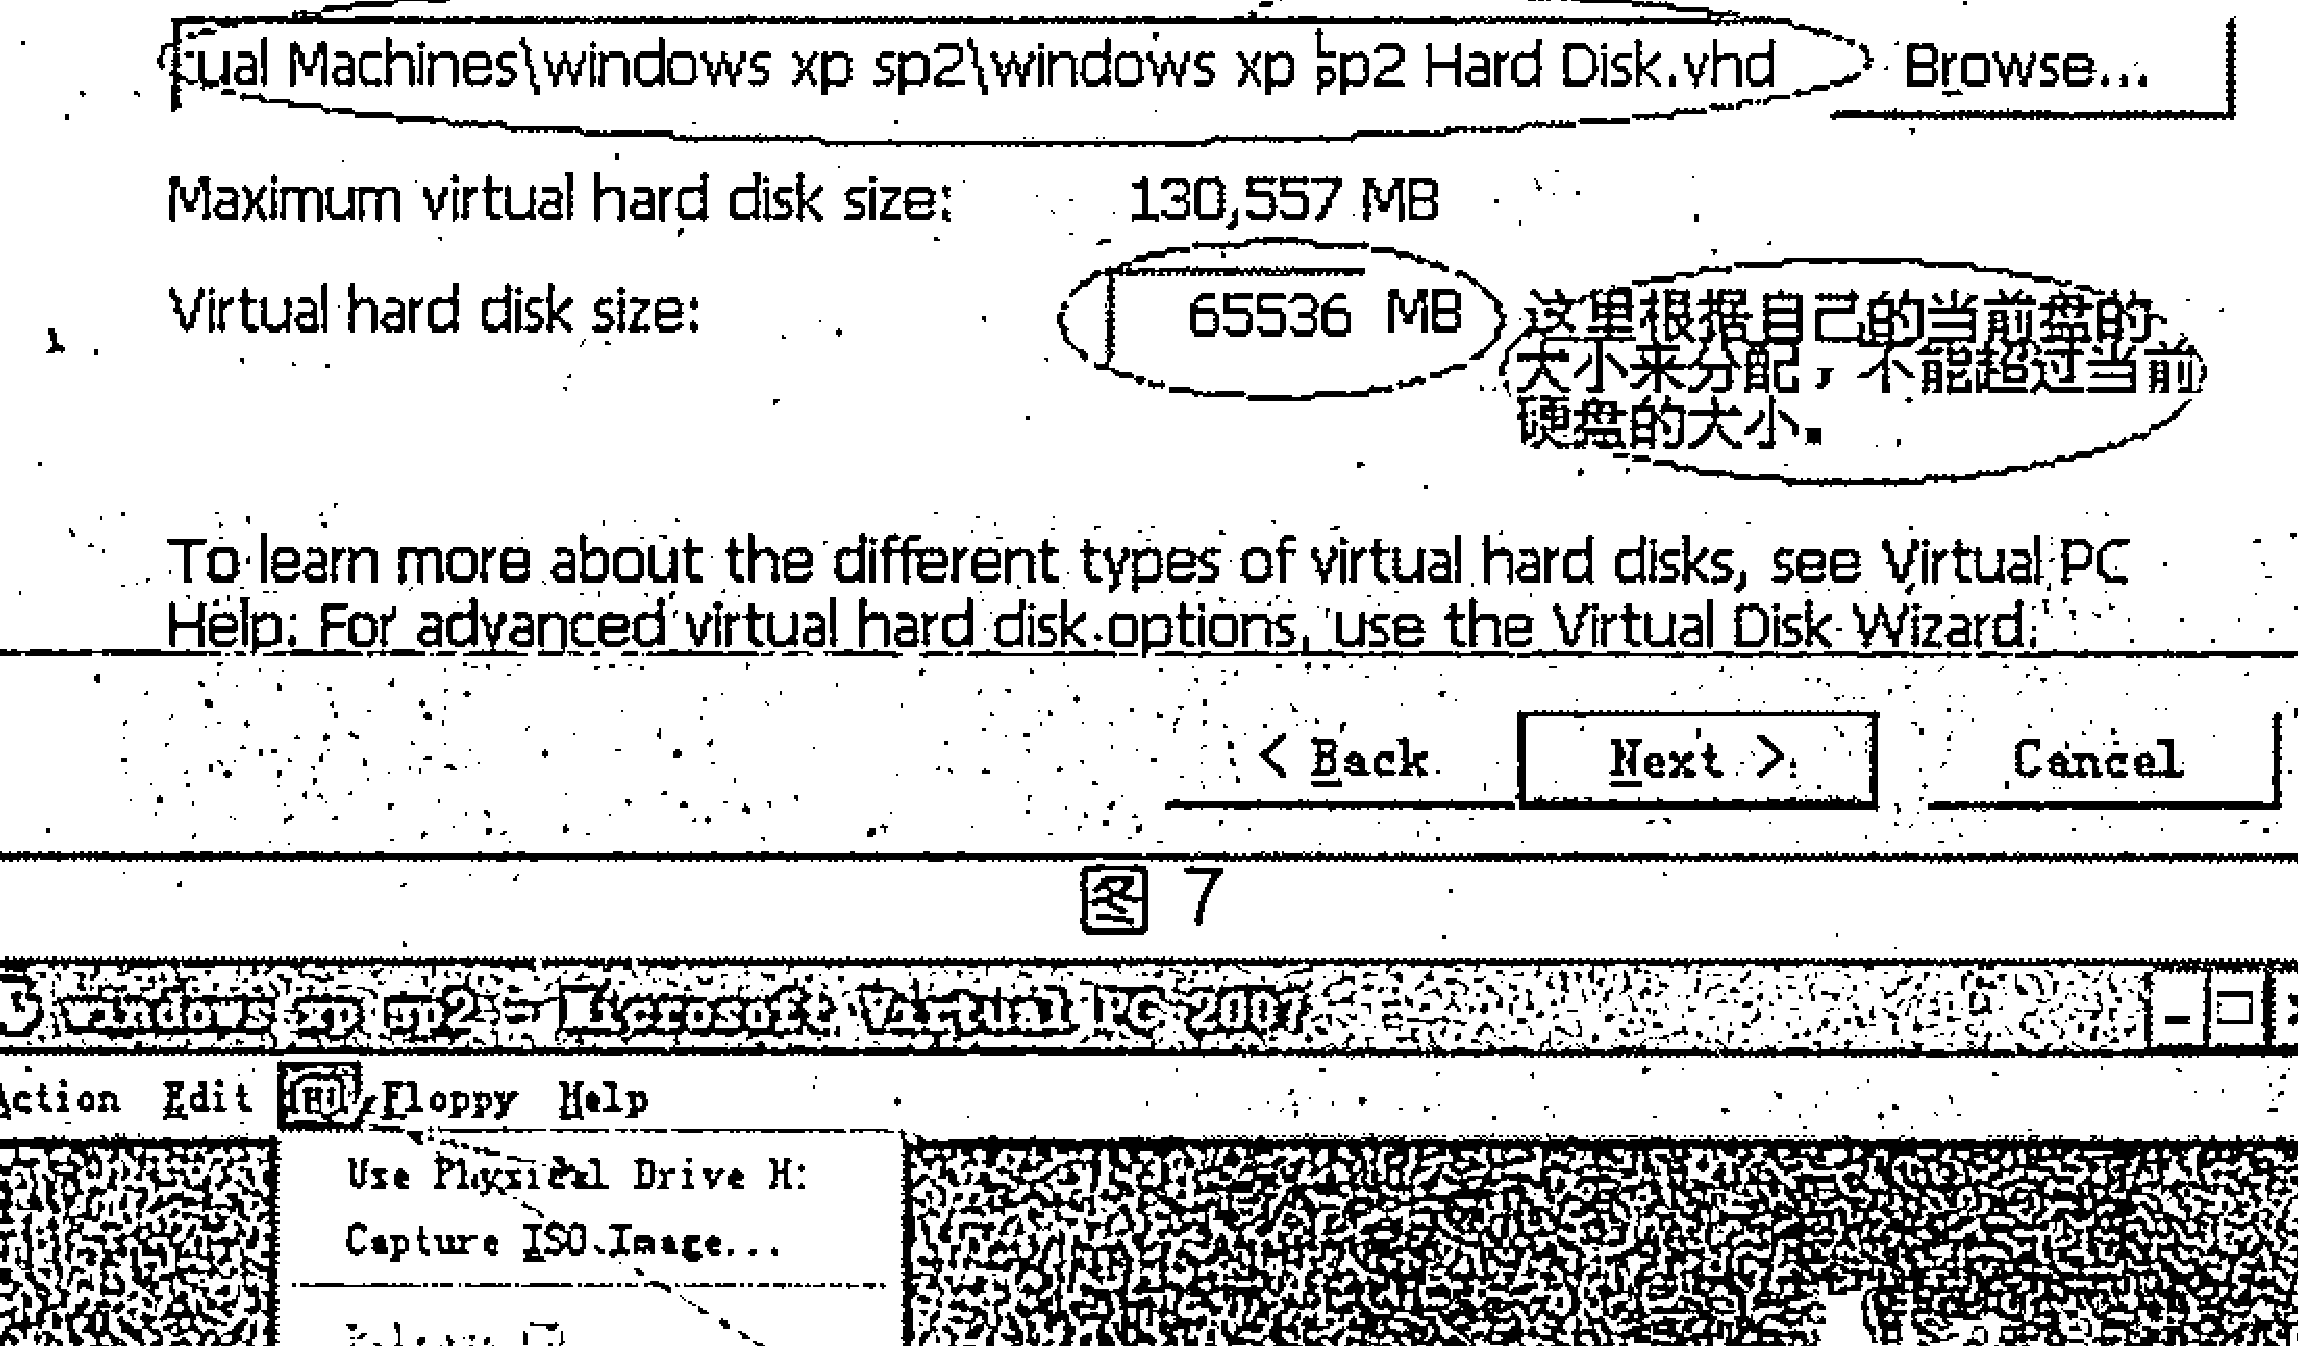 ual Machines\windows xp sp2\windows xp sp2 Hard Disk.vhd Browse...
Maximum virtual hard disk size: 130,557 MB
Virtual hard disk size: 65536 MB
这里根据自己的当前盘的
大小来分配，不能超过当前
硬盘的大小.
To learn more about the different types of virtual hard disks, see Virtual PC
Help. For advanced virtual hard disk options, use the Virtual Disk Wizard.
< Back Next > Cancel
图 7
windows xp sp2 - Microsoft Virtual PC 2007
Action Edit Floppy Help
Use Physical Drive H:
Capture ISO Image...